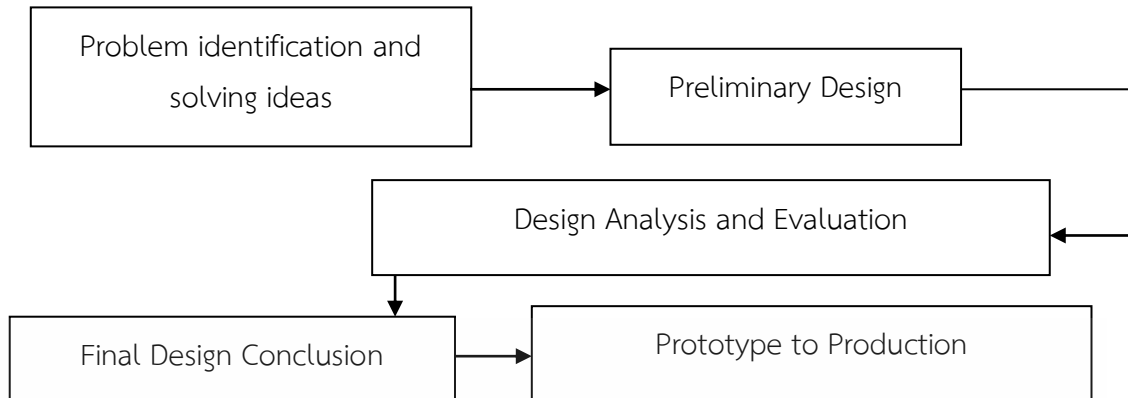 Problem identification and
solving ideas
Preliminary Design
Design Analysis and Evaluation
Final Design Conclusion
Prototype to Production